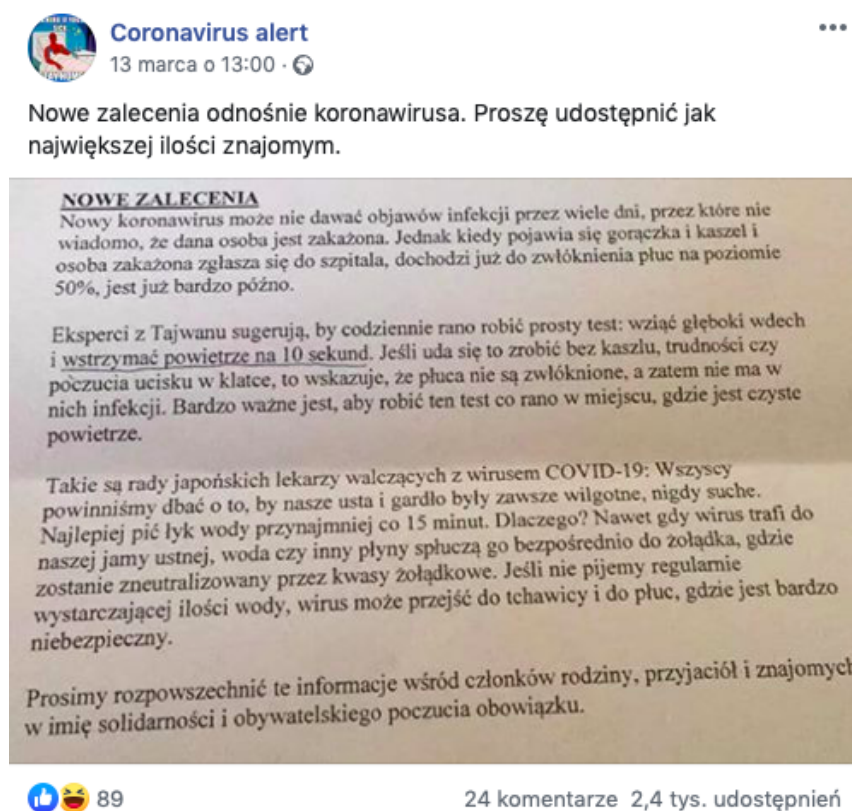 Coronavirus alert
13 marca o 13:00
Nowe zalecenia odnośnie koronawirusa. Proszę udostępnić jak
największej ilości znajomym.
NOWE ZALECENIA
Nowy koronawirus może nie dawać objawów infekcji przez wiele dni, przez które nie
wiadomo, że dana osoba jest zakażona. Jednak kiedy pojawia się gorączka i kaszel i
osoba zakażona zgłasza się do szpitala, dochodzi już do zwłóknienia płuc na poziomie
50%, jest już bardzo późno.
Eksperci z Tajwanu sugerują, by codziennie rano robić prosty test: wziąć głęboki wdech
i wstrzymać powietrze na 10 sekund. Jeśli uda się to zrobić bez kaszlu, trudności czy
poczucia ucisku w klatce, to wskazuje, że płuca nie są zwłóknione, a zatem nie ma w
nich infekcji. Bardzo ważne jest, aby robić ten test co rano w miejscu, gdzie jest czyste
powietrze.
Takie są rady japońskich lekarzy walczących z wirusem COVID-19: Wszyscy
powinniśmy dbać o to, by nasze usta i gardło były zawsze wilgotne, nigdy suche.
Najlepiej pić łyk wody przynajmniej co 15 minut. Dlaczego? Nawet gdy wirus trafi do
naszej jamy ustnej, woda czy inny płyny spłuczą go bezpośrednio do żołądka, gdzie
zostanie zneutralizowany przez kwasy żołądkowe. Jeśli nie pijemy regularnie
wystarczającej ilości wody, wirus może przejść do tchawicy i do płuc, gdzie jest bardzo
niebezpieczny.
Prosimy rozpowszechnić te informacje wśród członków rodziny, przyjaciół i znajomych
w imię solidarności i obywatelskiego poczucia obowiązku.
89
24 komentarze 2,4 tys. udostępnień